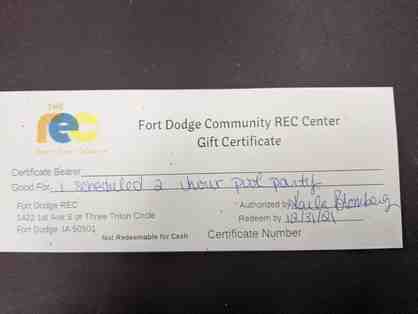 THE
rec
Fort Dodge Community REC Center
Gift Certificate
Certificate Bearer
Good For 1 scheduled 2 hour pool party
Fort Dodge REC
Authorized by Blomberg
1422 1st Ave S or Three Triton Circle
Redeem by 12/31/21
Fort Dodge, IA 50501
Not Redeemable for Cash
Certificate Number